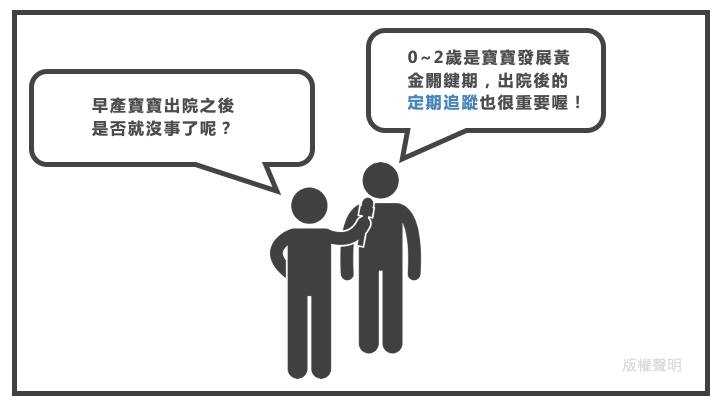 早產寶寶出院之後
是否就沒事了呢？
0~2歲是寶寶發展黃
金關鍵期，出院後的
定期追蹤也很重要喔！
版權聲明